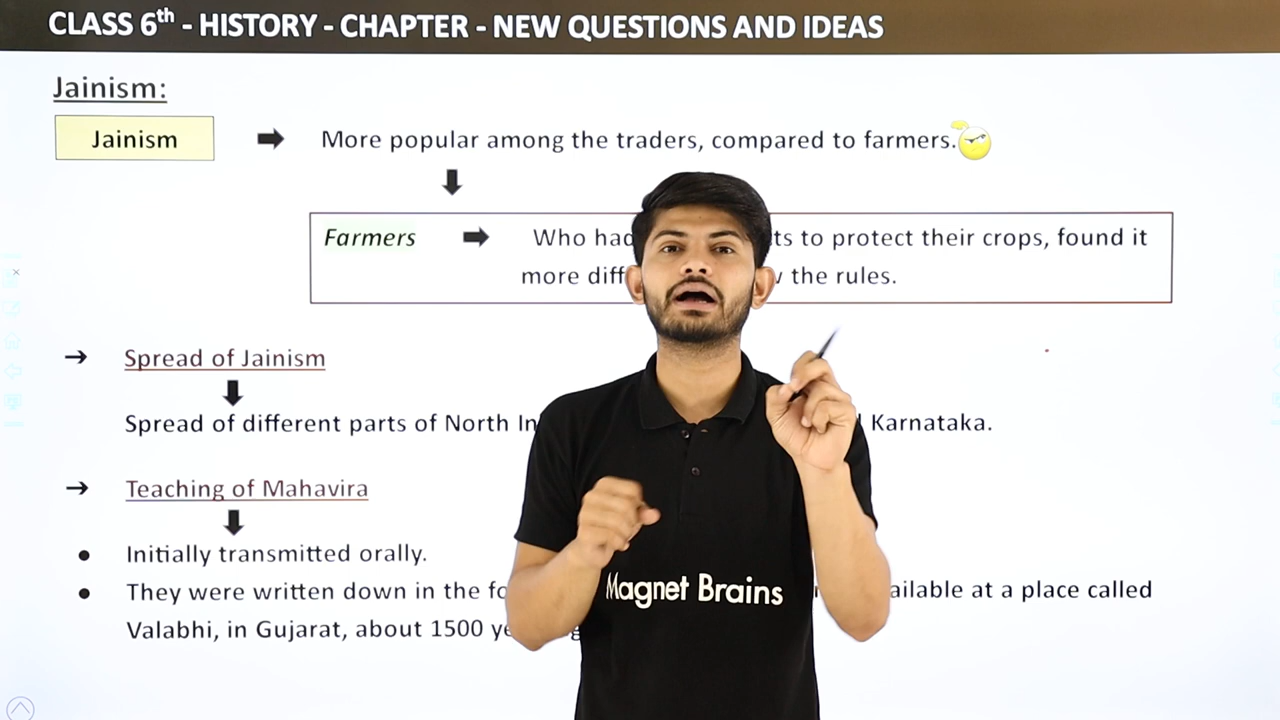 CLASS 6th - HISTORY - CHAPTER - NEW QUESTIONS AND IDEAS
Jainism:
Jainism
More popular among the traders, compared to farmers.
Farmers
Who had ts to protect their crops, found it
more diff the rules.
Spread of Jainism
Spread of different parts of North In Karnataka.
Teaching of Mahavira
Initially transmitted orally.
They were written down in the fo ailable at a place called
Valabhi, in Gujarat, about 1500 ye
Magnet Brains